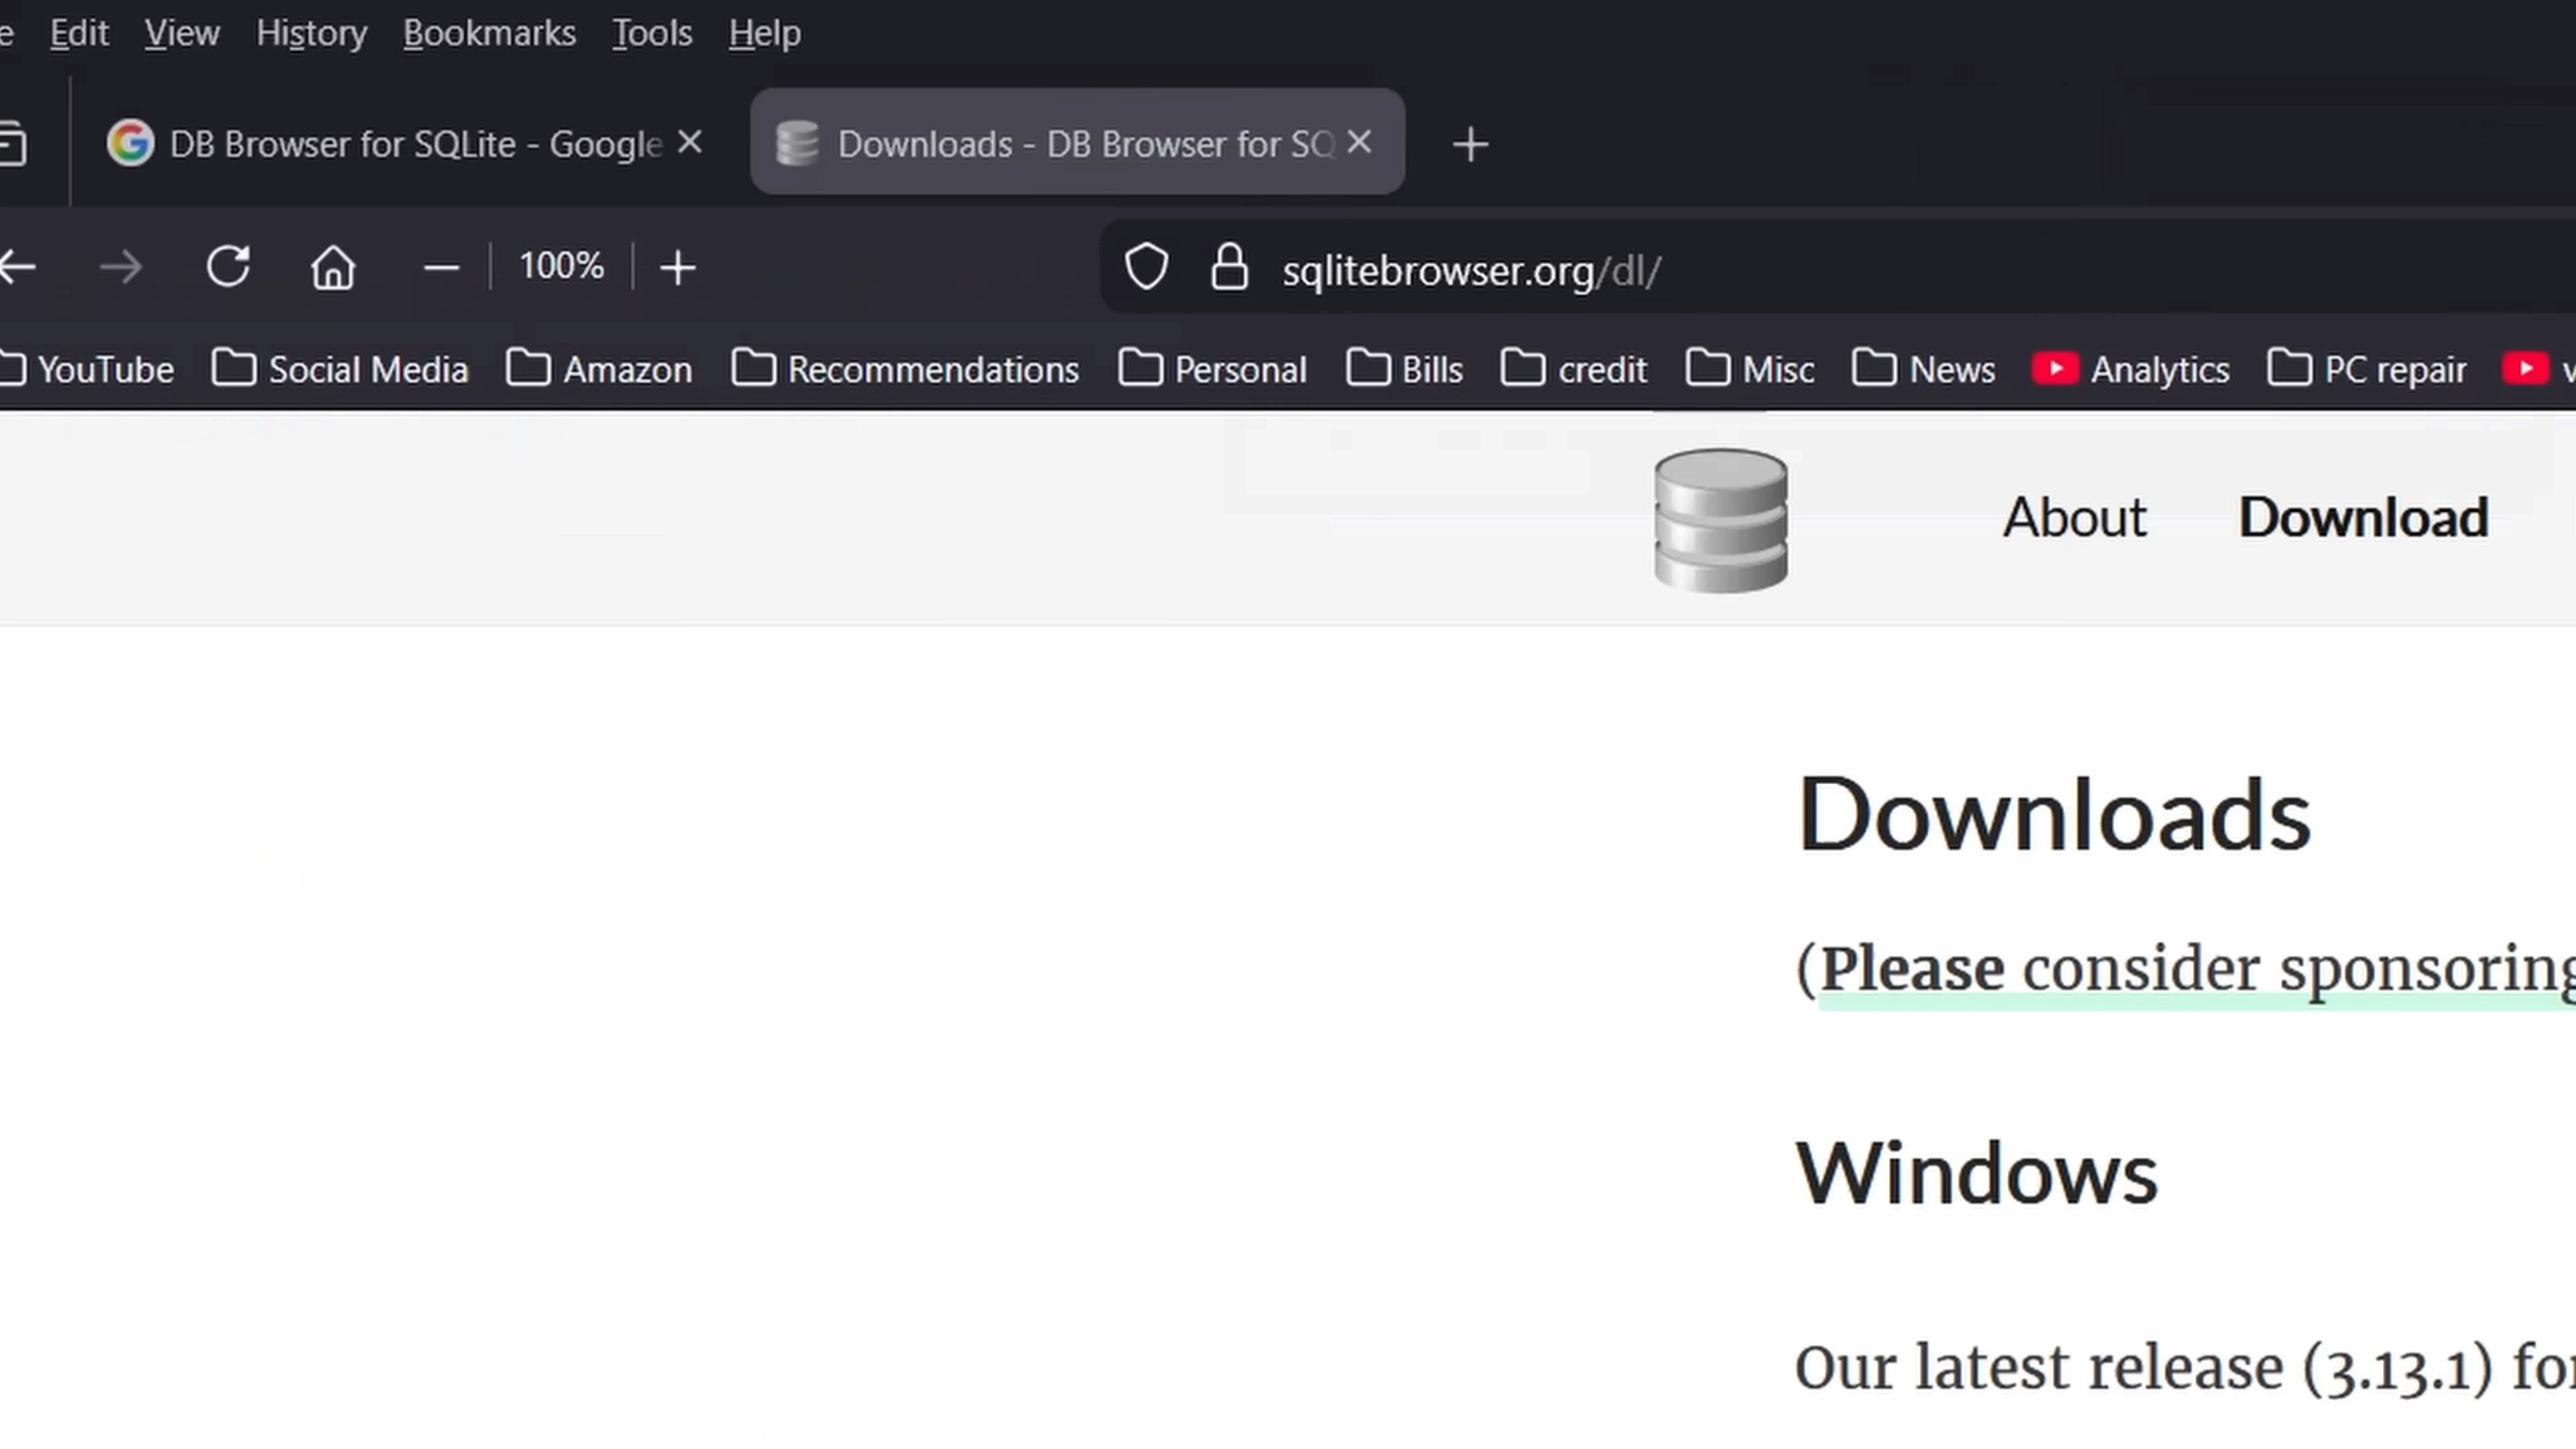 Edit View History Bookmarks Tools Help
DB Browser for SQLite - Google
Downloads - DB Browser for SQ
100%
sqlitebrowser.org/dl/
YouTube Social Media Amazon Recommendations Personal Bills credit Misc News Analytics PC repair
About Download
Downloads
(Please consider sponsoring
Windows
Our latest release (3.13.1) for